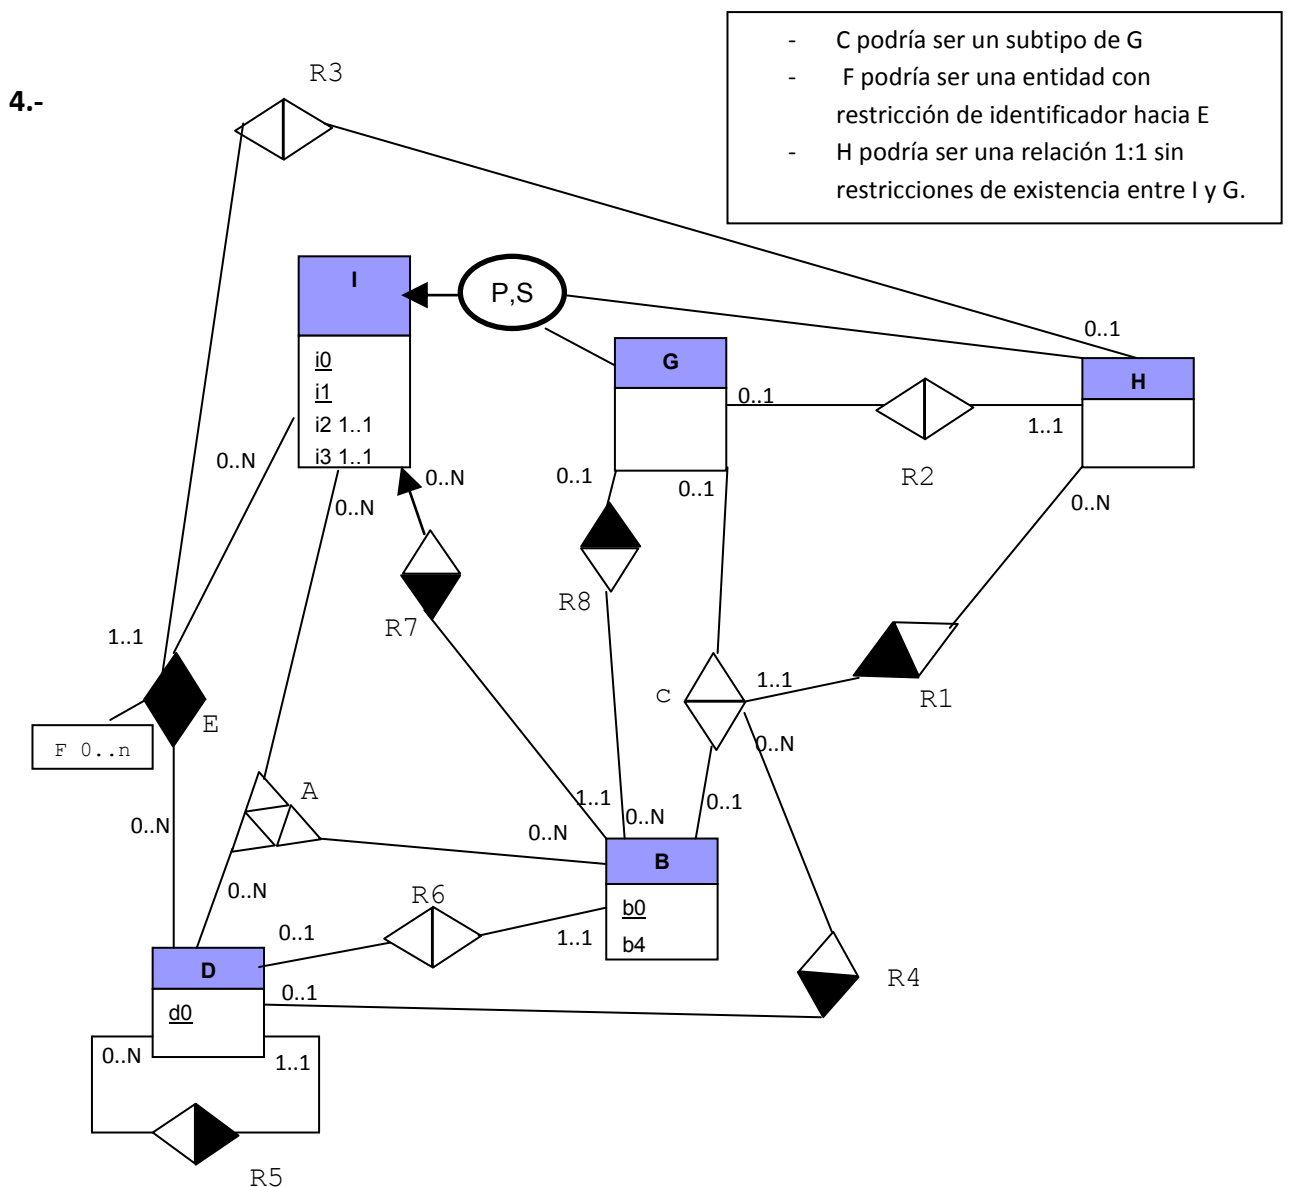 4.-
- C podría ser un subtipo de G
- F podría ser una entidad con
restricción de identificador hacia E
- H podría ser una relación 1:1 sin
restricciones de existencia entre I y G.
R3
I
i0
i1
i2 1..1
i3 1..1
P,S
G
H
0..1
0..1
1..1
R2
0..N
0..N
0..N
0..1
0..1
0..N
R7
R8
1..1
E
F 0..n
c
1..1
R1
0..N
0..1
A
0..N
0..N
1..1
0..N
0..N
B
b0
b4
R6
0..1
1..1
D
d0
0..1
R4
0..N
1..1
R5